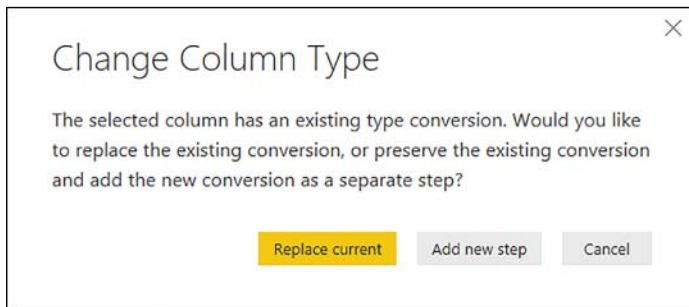 Change Column Type
The selected column has an existing type conversion. Would you like
to replace the existing conversion, or preserve the existing conversion
and add the new conversion as a separate step?
Replace current Add new step Cancel